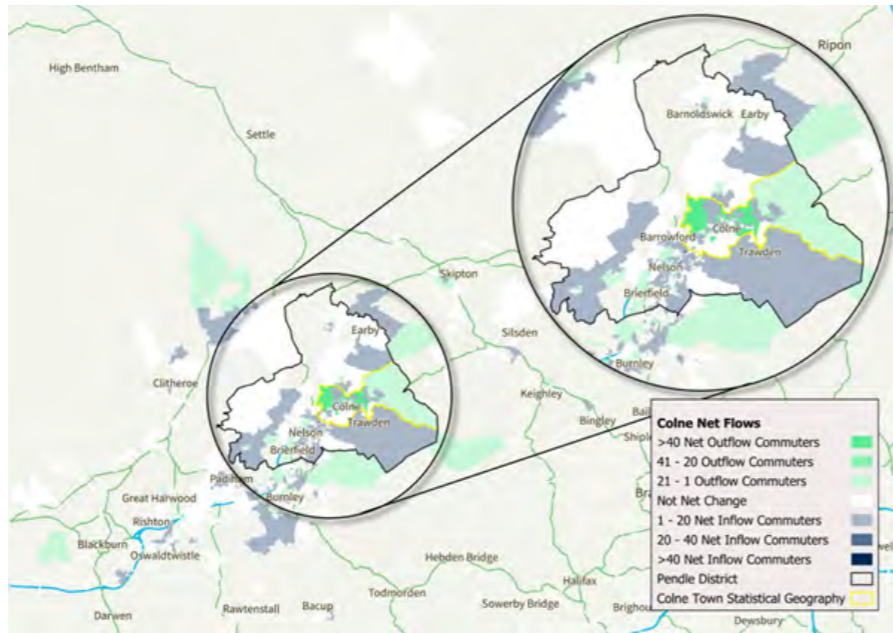 High Bentham
Ripon
Settle
Barnoldswick
Earby
Colne
Barrowford
Trawden
Nelson
Brierfield
Burnley
Skipton
Earby
Silsden
Clitheroe
Keighley
Colne
Trawden
Nelson
Brierfield
Bingley
Padiham
Burnley
Great Harwood
Rishton
Blackburn
Oswaldtwistle
Hebden Bridge
Halifax
Todmorden
Darwen
Rawtenstall
Bacup
Sowerby Bridge
Brighou
Dewsbury
Bai
Shiple
Bra
Colne Net Flows
>40 Net Outflow Commuters
41 - 20 Outflow Commuters
21 - 1 Outflow Commuters
Not Net Change
1 - 20 Net Inflow Commuters
20 - 40 Net Inflow Commuters
>40 Net Inflow Commuters
Pendle District
Colne Town Statistical Geography